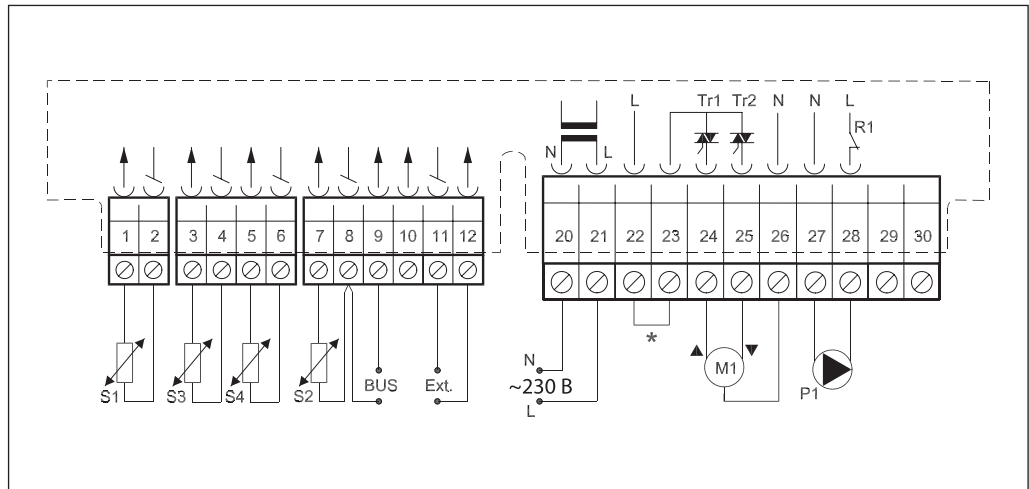 L Tr1 Tr2 N N L
R1
N L
1 2 3 4 5 6 7 8 9 10 11 12 20 21 22 23 24 25 26 27 28 29 30
*
N
M1
BUS Ext. ~230 В
S1 S3 S4 S2 P1
L